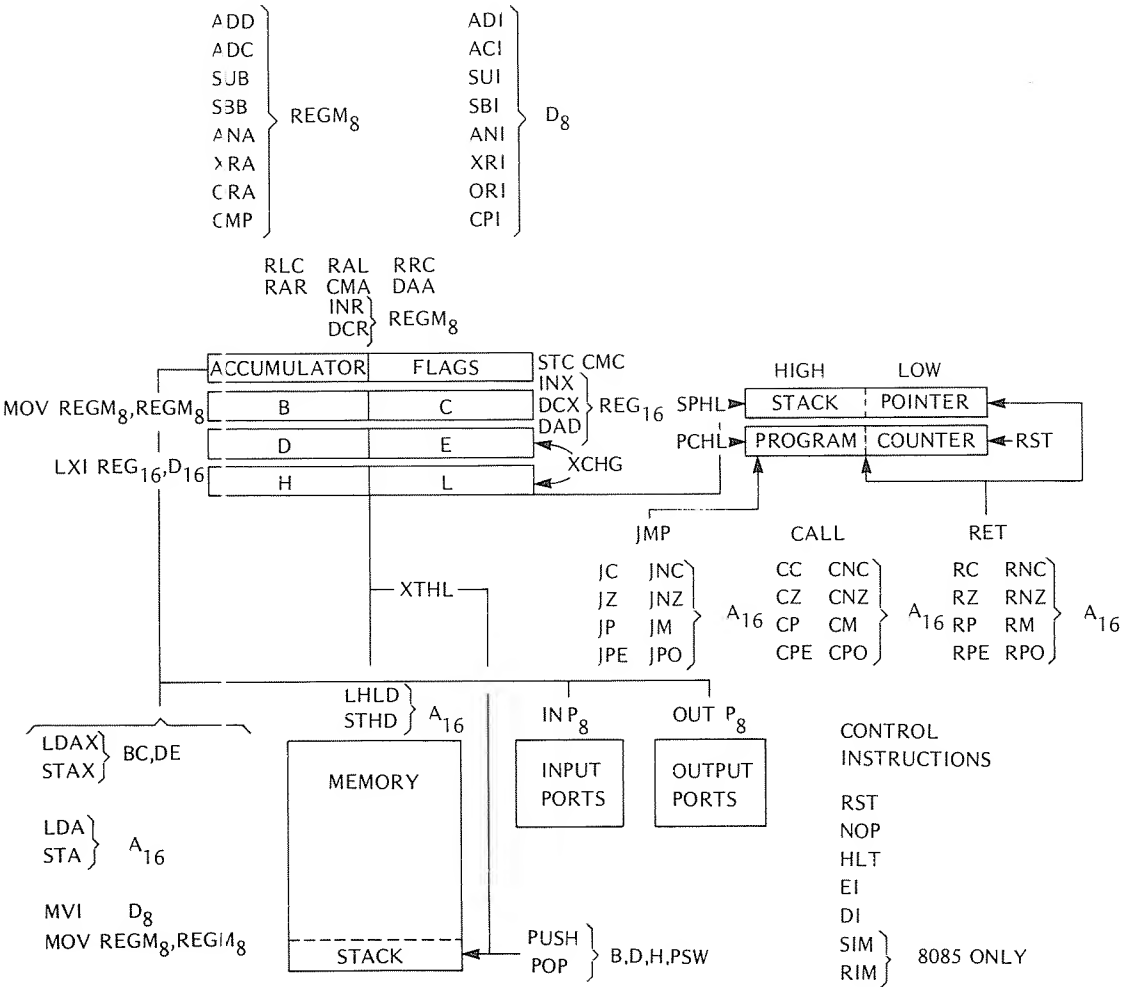 ADD
ADC
SUB
SBB
ANA
XRA
ORA
CMP
REGM8
ADI
ACI
SUI
SBI
ANI
XRI
ORI
CPI
D8
RLC RAL RRC
RAR CMA DAA
INR
DCR
REGM8
ACCUMULATOR FLAGS
STC CMC
MOV REGM8,REGM8
B C
INX
DCX
DAD
REG16
D E
LXI REG16,D16
XCHG
H L
HIGH LOW
SPHL
STACK POINTER
PCHL
PROGRAM COUNTER
RST
JMP
JC JNC
JZ JNZ
JP JM
JPE JPO
A16
CALL
CC CNC
CZ CNZ
CP CM
CPE CPO
A16
RET
RC RNC
RZ RNZ
RP RM
RPE RPO
A16
XTHL
LHLD
STHD
A16
IN P8
OUT P8
LDAX
STAX
BC,DE
LDA
STA
A16
MVI D8
MOV REGM8,REGM8
MEMORY
STACK
INPUT
PORTS
OUTPUT
PORTS
PUSH
POP
B,D,H,PSW
CONTROL
INSTRUCTIONS
RST
NOP
HLT
EI
DI
SIM
RIM
8085 ONLY